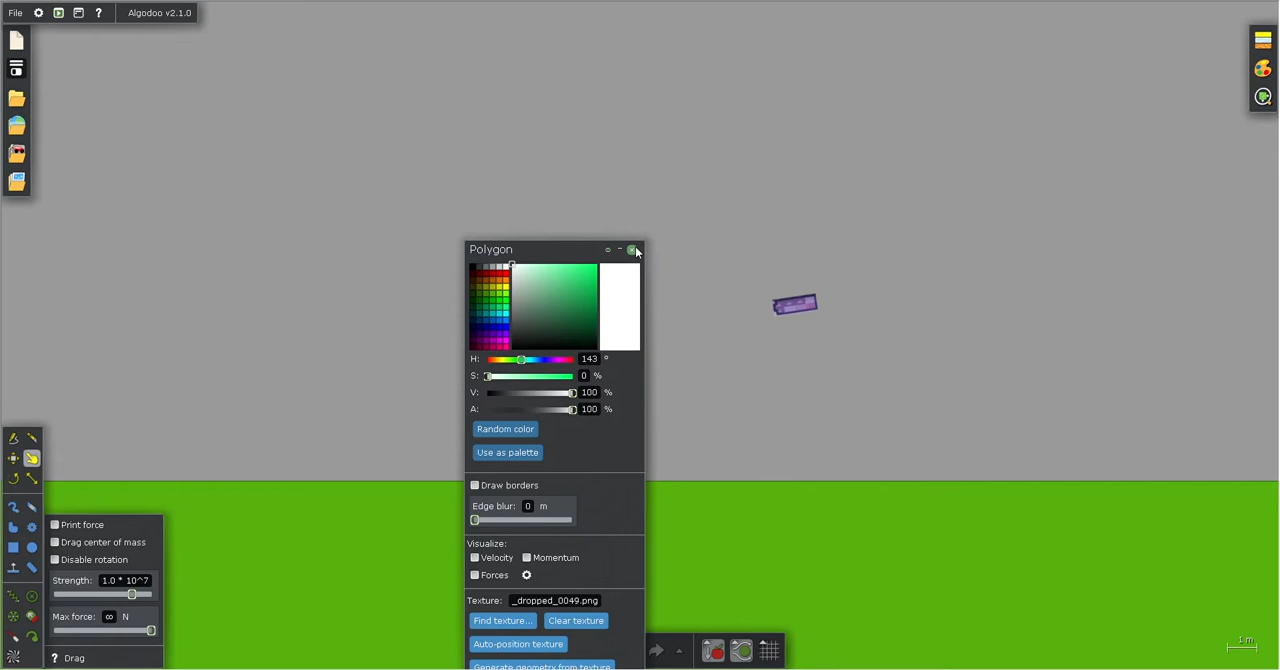 File ? Algodoo v2.1.0
Polygon
H: 143 °
S: 0 %
V: 100 %
A: 100 %
Random color
Use as palette
Draw borders
Edge blur: 0 m
Visualize:
Velocity Momentum
Forces
Texture: _dropped_0049.png
Find texture... Clear texture
Auto-position texture
Generate geometry from texture
Print force
Drag center of mass
Disable rotation
Strength: 1.0 * 10^7
Max force: ∞ N
? Drag
1 m